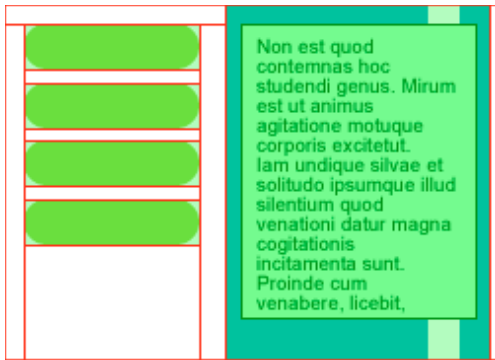 Non est quod
contemnas hoc
studendi genus. Mirum
est ut animus
agitatione motuque
corporis excitetut.
Iam undique silvae et
solitudo ipsumque illud
silentium quod
venationi datur magna
cogitationis
incitamenta sunt.
Proinde cum
venabere, licebit,